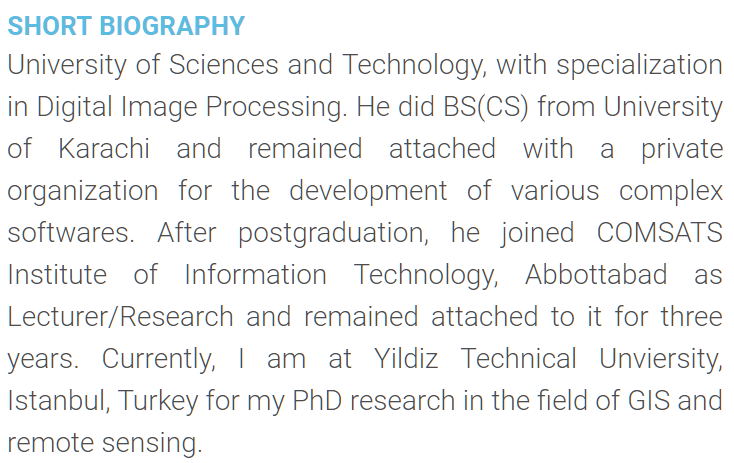 SHORT BIOGRAPHY
University of Sciences and Technology, with specialization
in Digital Image Processing. He did BS(CS) from University
of Karachi and remained attached with a private
organization for the development of various complex
softwares. After postgraduation, he joined COMSATS
Institute of Information Technology, Abbottabad as
Lecturer/Research and remained attached to it for three
years. Currently, I am at Yildiz Technical Unviersity,
Istanbul, Turkey for my PhD research in the field of GIS and
remote sensing.